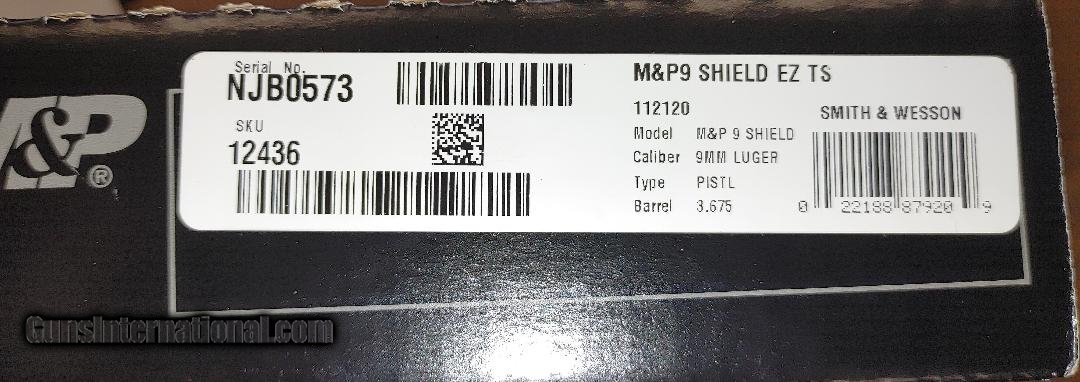 M&P®
Serial No.
NJB0573
SKU
12436
M&P9 SHIELD EZ TS
112120
Model M&P 9 SHIELD
Caliber 9MM LUGER
Type PISTL
Barrel 3.675
SMITH & WESSON
0 22188 87920 9
GunsInternational.com